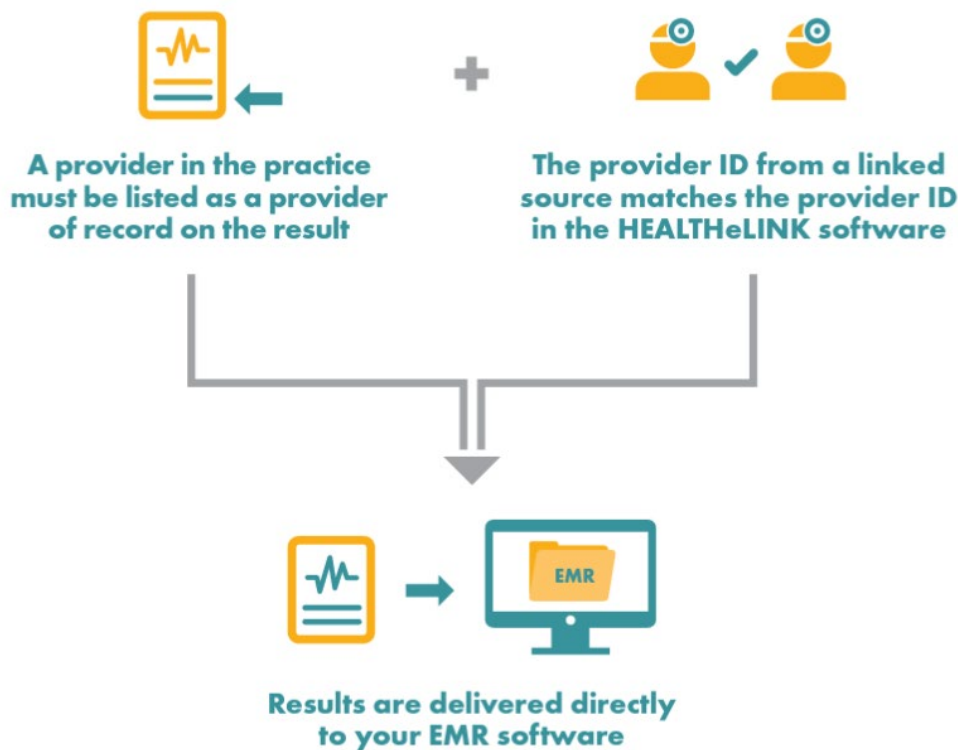 A provider in the practice
must be listed as a provider
of record on the result
The provider ID from a linked
source matches the provider ID
in the HEALTHeLINK software
EMR
Results are delivered directly
to your EMR software